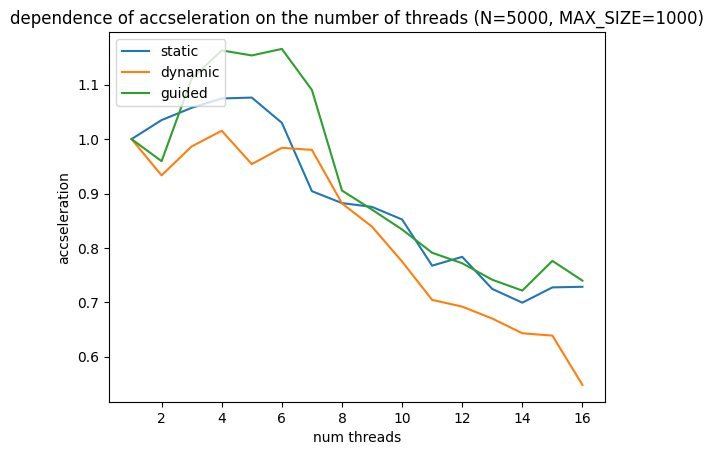 dependence of accseleration on the number of threads (N=5000, MAX_SIZE=1000)
static
dynamic
guided
accseleration
1.1
1.0
0.9
0.8
0.7
0.6
2 4 6 8 10 12 14 16
num threads